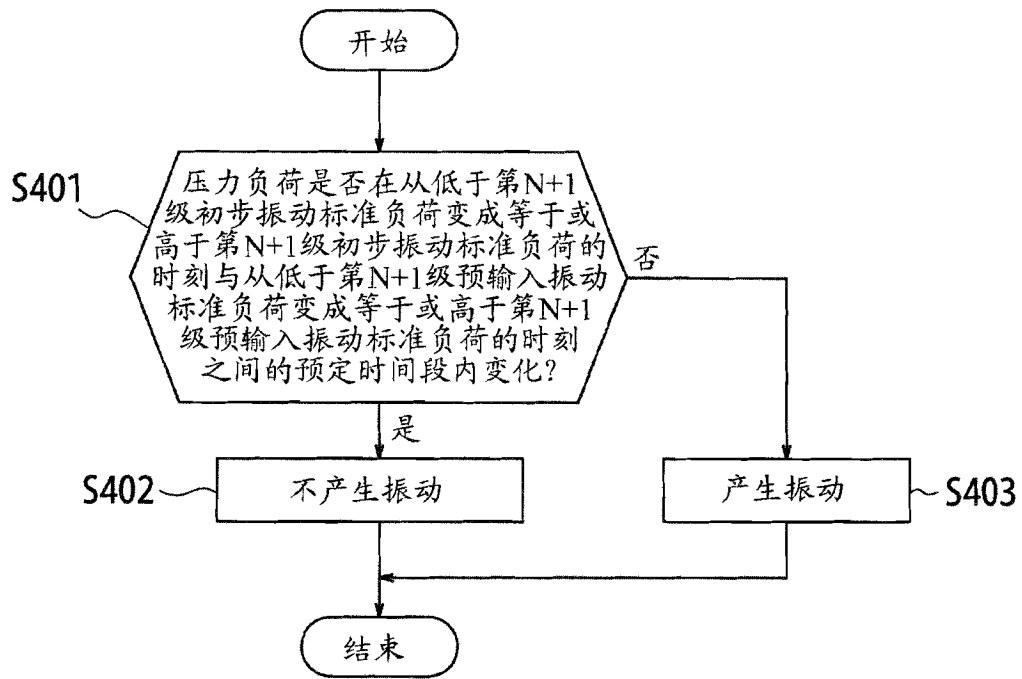 开始
S401
压力负荷是否在从低于第N+1
级初步振动标准负荷变成等于或
高于第N+1级初步振动标准负荷的
时刻与从低于第N+1级预输入振动
标准负荷变成等于或高于第N+1
级预输入振动标准负荷的时刻
之间的预定时间段内变化?
否
是
S402
不产生振动
产生振动
S403
结束